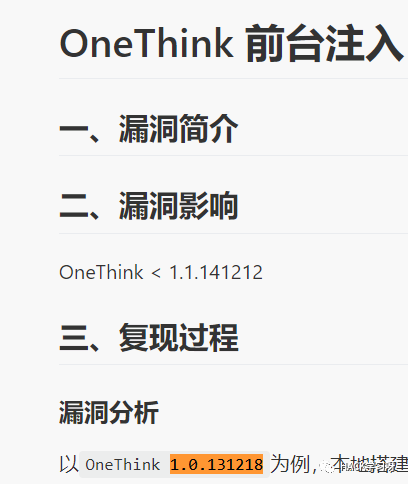 OneThink 前台注入
一、漏洞简介
二、漏洞影响
OneThink < 1.1.141212
三、复现过程
漏洞分析
以 OneThink 1.0.131218 为例，本地搭建